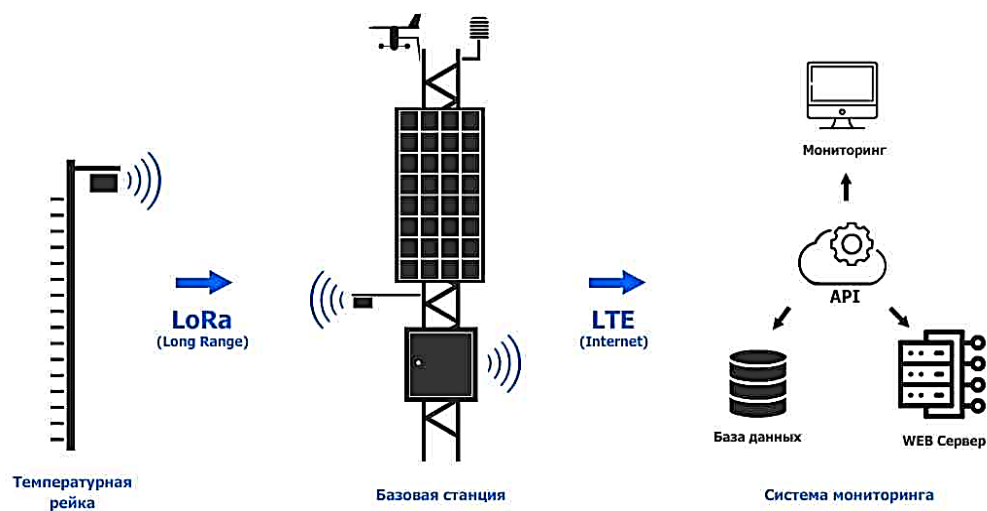 Мониторинг
API
LoRa
(Long Range)
LTE
(Internet)
База данных
WEB Сервер
Температурная
рейка
Базовая станция
Система мониторинга